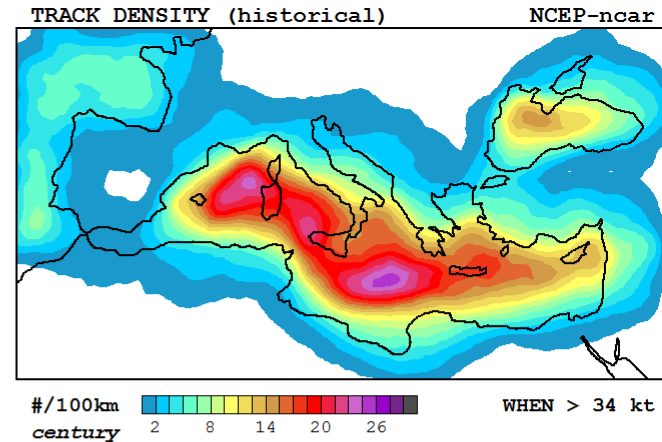 TRACK DENSITY (historical) NCEP-ncar
#/100km 2 8 14 20 26 WHEN > 34 kt
century